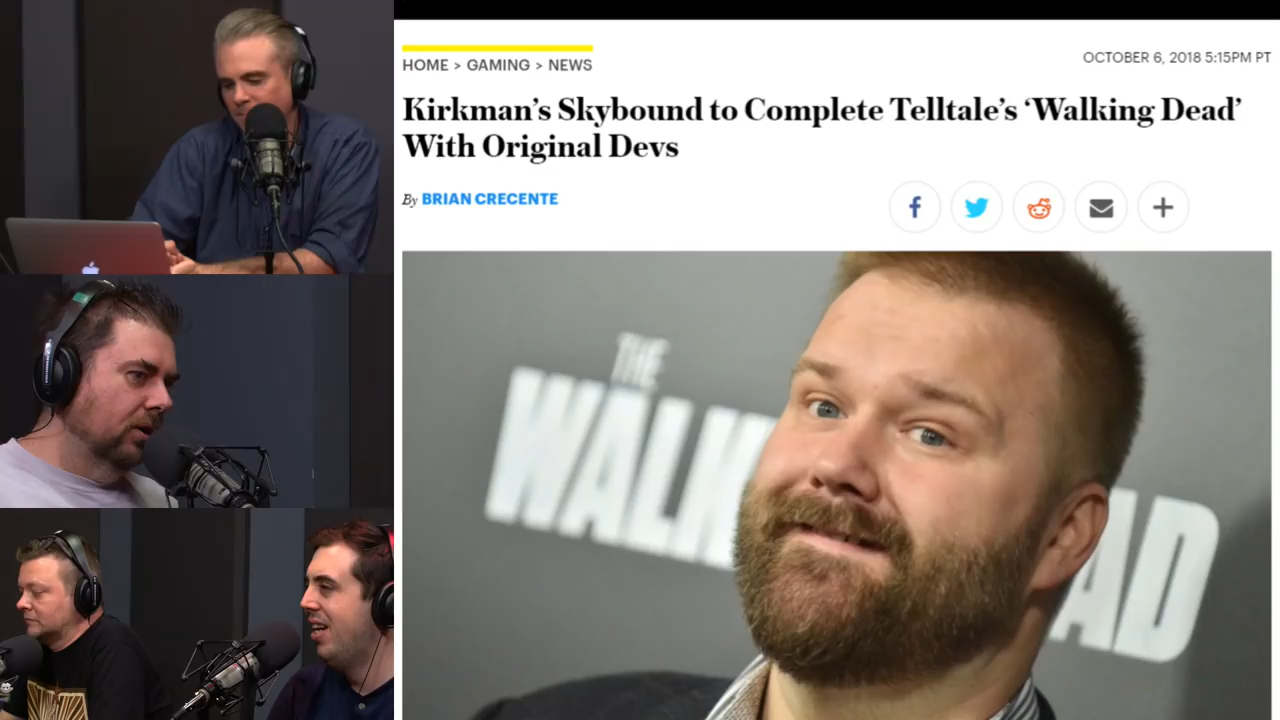 HOME > GAMING > NEWS
OCTOBER 6, 2018 5:15PM PT
Kirkman’s Skybound to Complete Telltale’s ‘Walking Dead’
With Original Devs
By BRIAN CRECENTE
THE
WALK
AD